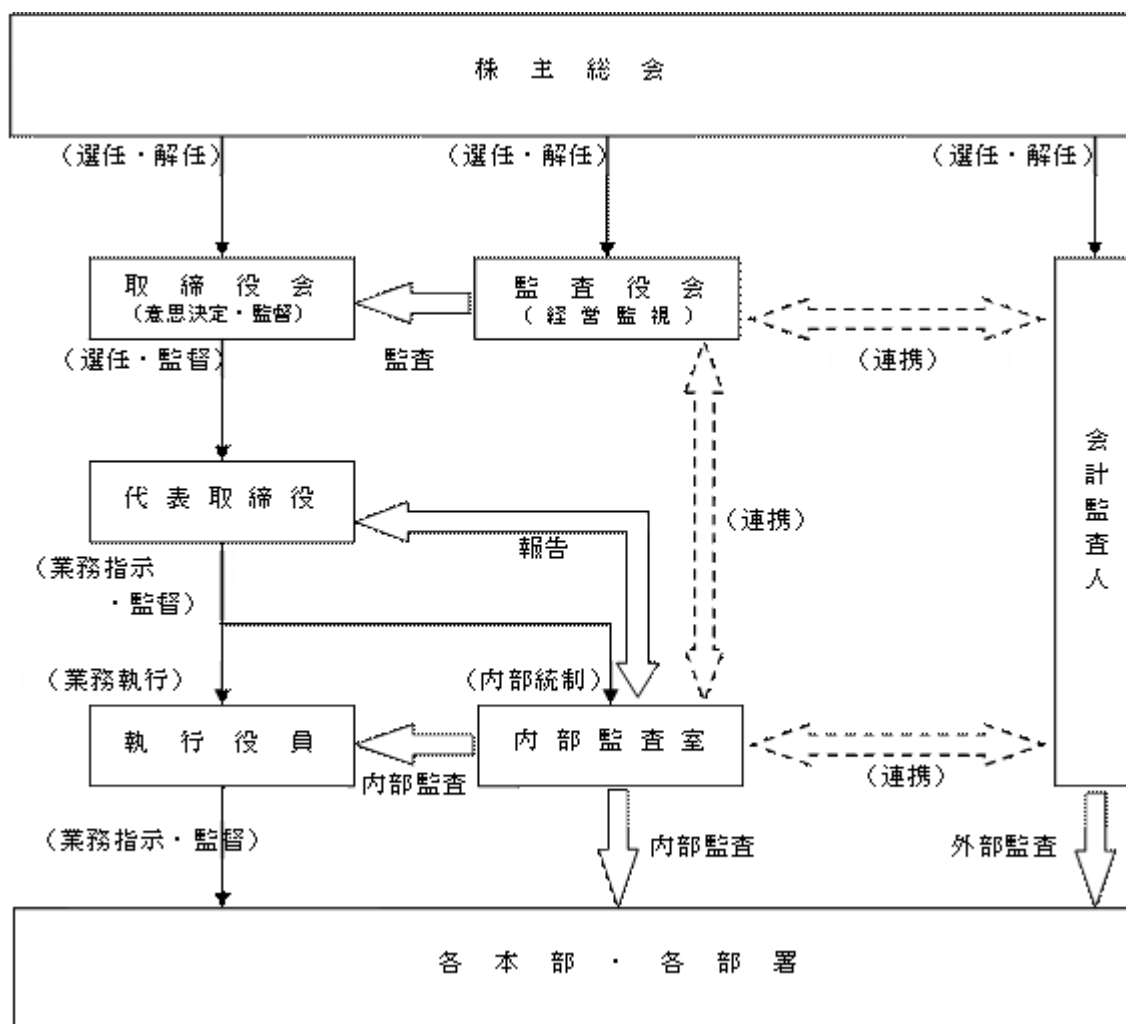 株主総会
（選任・解任）
（選任・解任）
（選任・解任）
取締役会
（意思決定・監督）
監査役会
（経営監視）
（選任・監督）
監査
（連携）
会計監査人
代表取締役
（連携）
報告
（業務指示
・監督）
（業務執行）
（内部統制）
執行役員
内部監査室
内部監査
（連携）
（業務指示・監督）
内部監査
外部監査
各本部・各部署